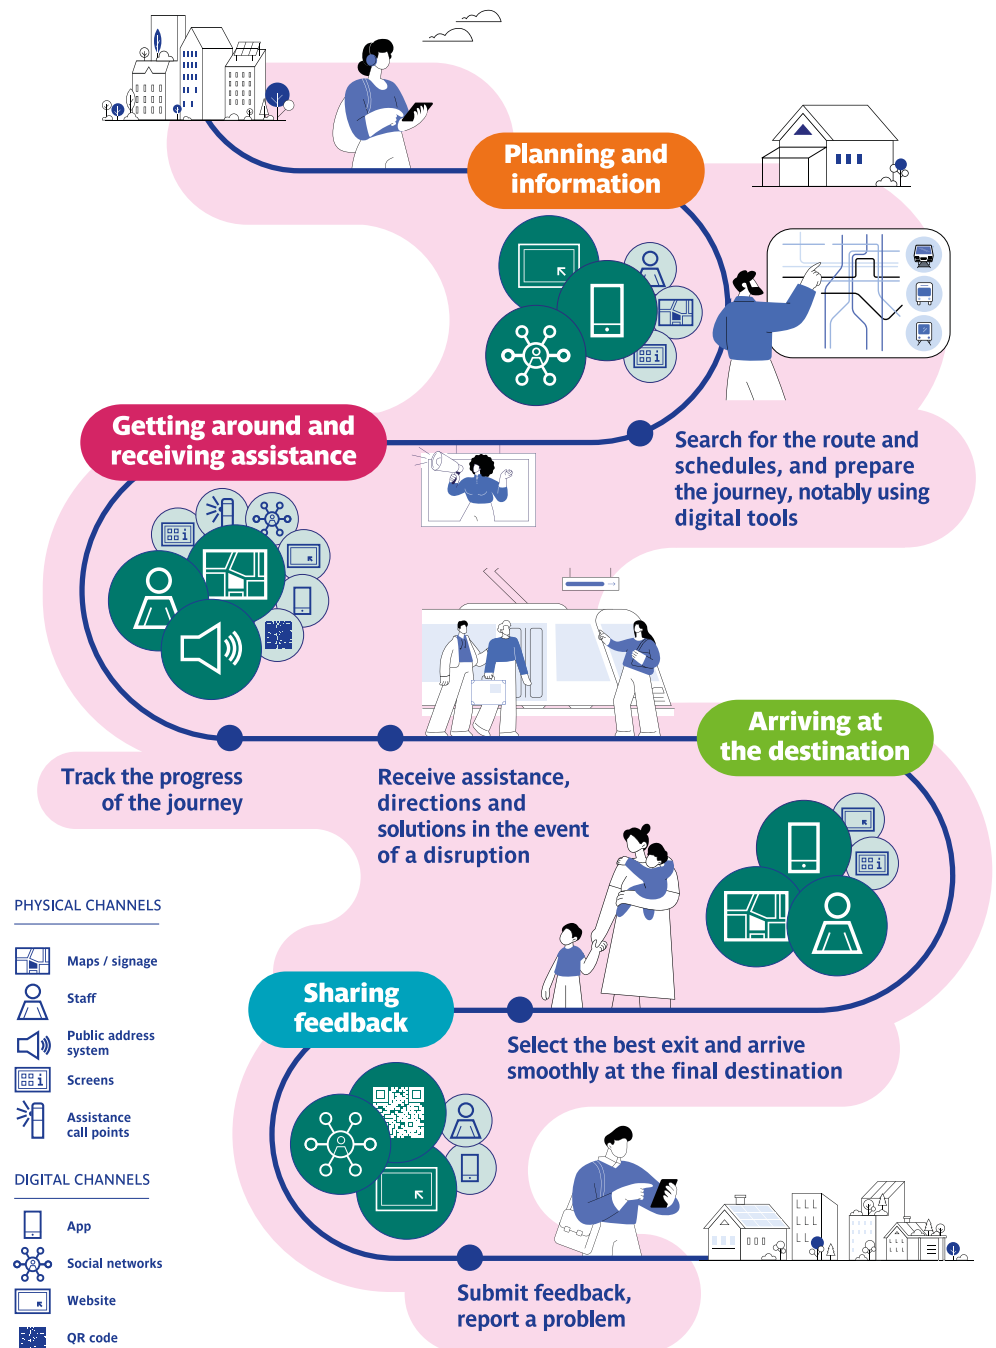 Planning and
information
Search for the route and
schedules, and prepare
the journey, notably using
digital tools
Getting around and
receiving assistance
Track the progress
of the journey
Receive assistance,
directions and
solutions in the event
of a disruption
Arriving at
the destination
Select the best exit and arrive
smoothly at the final destination
Sharing
feedback
Submit feedback,
report a problem
PHYSICAL CHANNELS
Maps / signage
Staff
Public address
system
Screens
Assistance
call points
DIGITAL CHANNELS
App
Social networks
Website
QR code